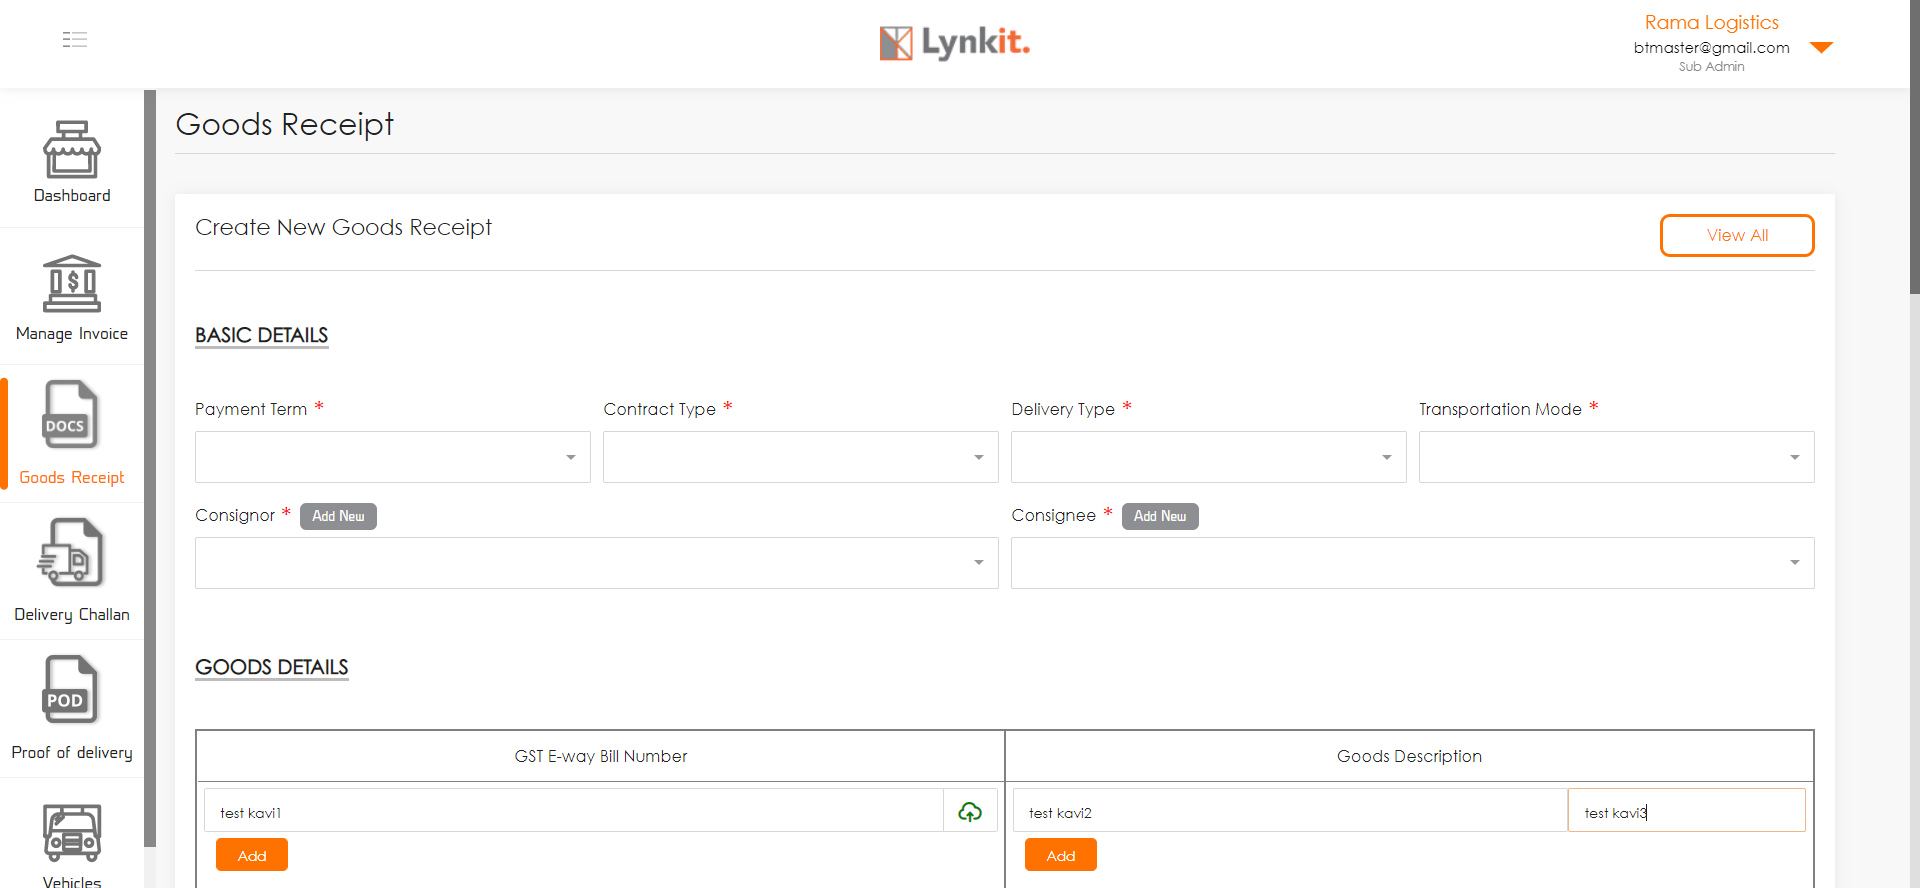 Lynkit.
Rama Logistics
btmaster@gmail.com
Sub Admin
Dashboard
Manage Invoice
DOCS
Goods Receipt
Delivery Challan
POD
Proof of delivery
Vehicles
Goods Receipt
Create New Goods Receipt
View All
BASIC DETAILS
Payment Term *
Contract Type *
Delivery Type *
Transportation Mode *
Consignor * Add New
Consignee * Add New
GOODS DETAILS
GST E-way Bill Number
Goods Description
test kavi1
test kavi2
test kavi3
Add
Add